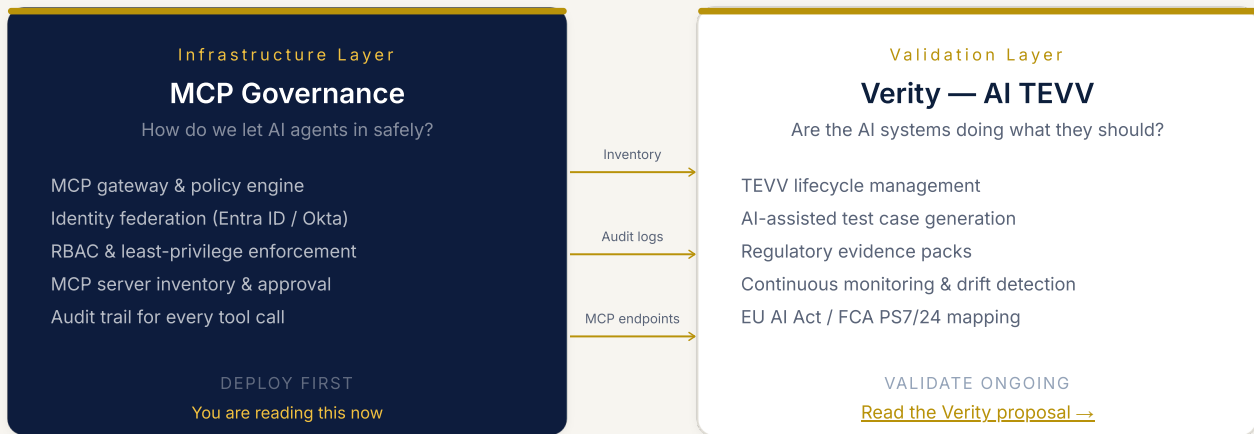 Infrastructure Layer
MCP Governance
How do we let AI agents in safely?
MCP gateway & policy engine
Identity federation (Entra ID / Okta)
RBAC & least-privilege enforcement
MCP server inventory & approval
Audit trail for every tool call
DEPLOY FIRST
You are reading this now
Inventory
Audit logs
MCP endpoints
Validation Layer
Verity — AI TEVV
Are the AI systems doing what they should?
TEVV lifecycle management
AI-assisted test case generation
Regulatory evidence packs
Continuous monitoring & drift detection
EU AI Act / FCA PS7/24 mapping
VALIDATE ONGOING
Read the Verity proposal →